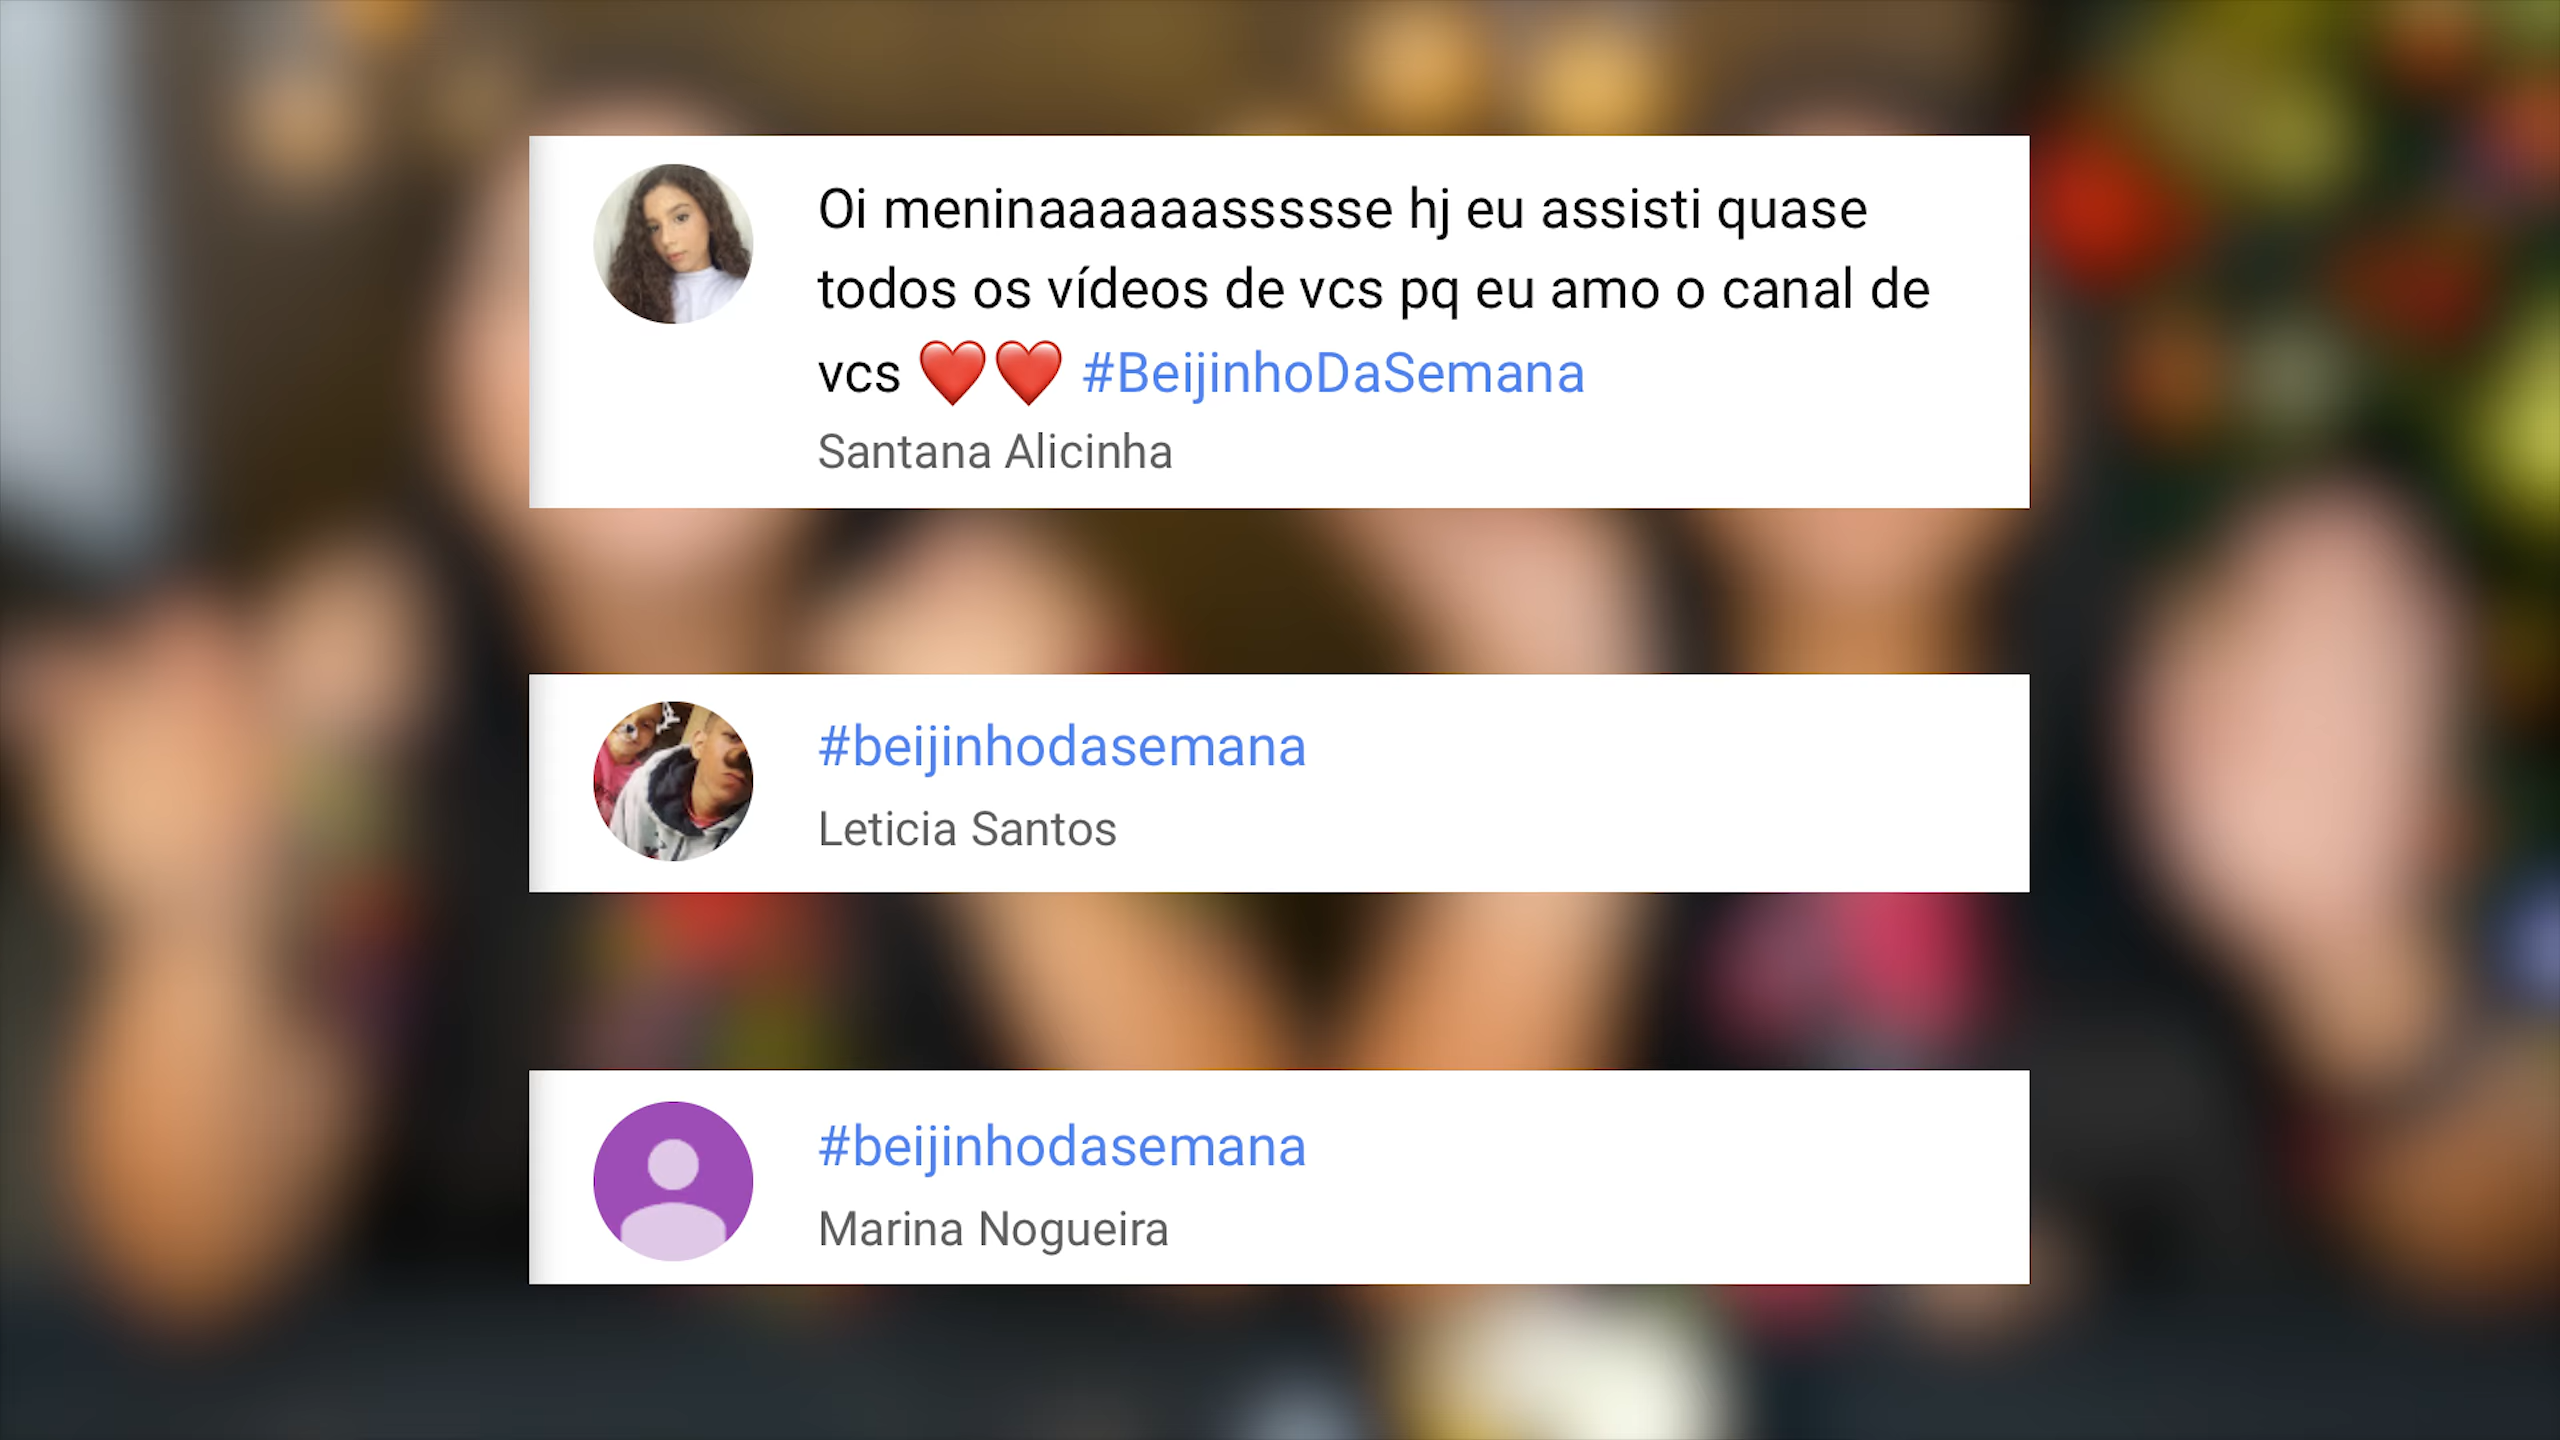 Oi meninaaaaaassssse hj eu assisti quase
todos os vídeos de vcs pq eu amo o canal de
vcs ❤️❤️ #BeijinhoDaSemana
Santana Alicinha
#beijinhodasemana
Leticia Santos
#beijinhodasemana
Marina Nogueira